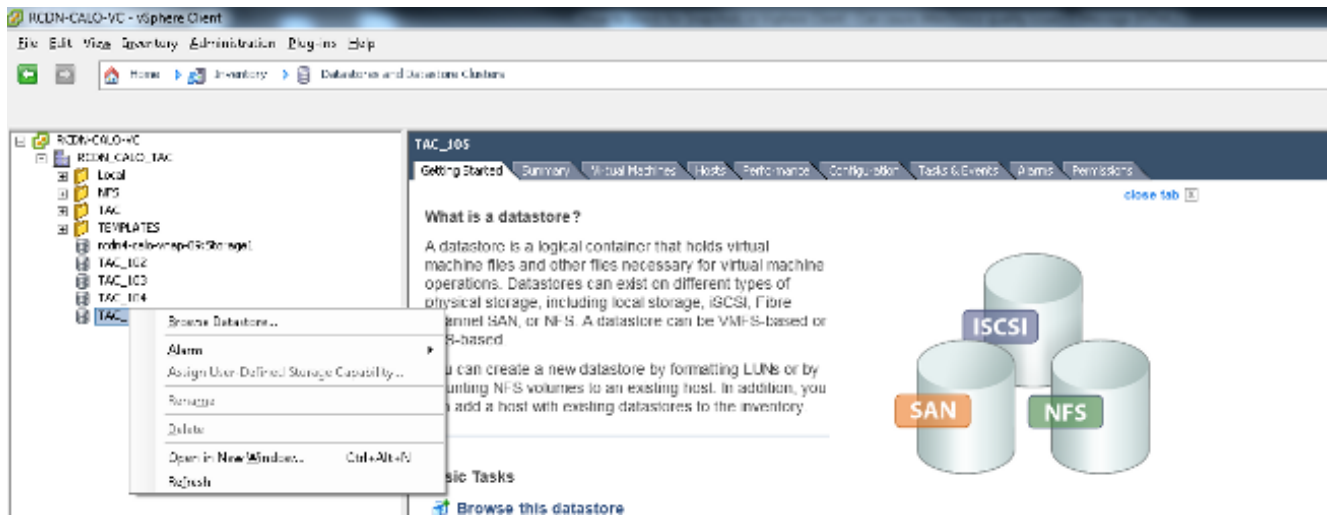 RCDN-CALO-VC - vSphere Client
File Edit View Inventory Administration Plug-ins Help
Home Inventory Datastores and Datastore Clusters
RCDN-CALO-VC
RCDN_CALO_TAC
Local
NFS
TAC
TEMPLATES
TAC_102
TAC_103
TAC_104
TAC_
Browse Datastore...
Alarm
Assign User-Defined Storage Capability...
Rename
Delete
Open in New Window... Ctrl+Alt+N
Refresh
TAC_105
Getting Started Summary Virtual Machines Hosts Performance Configuration Tasks & Events Alarms Permissions
close tab
What is a datastore?
A datastore is a logical container that holds virtual
machine files and other files necessary for virtual machine
operations. Datastores can exist on different types of
physical storage, including local storage, iSCSI, Fibre
annel SAN, or NFS. A datastore can be VMFS-based or
S-based.
can create a new datastore by formatting LUNs or by
unting NFS volumes to an existing host. In addition, you
add a host with existing datastores to the inventory
sic Tasks
Browse this datastore
ISCSI
SAN
NFS